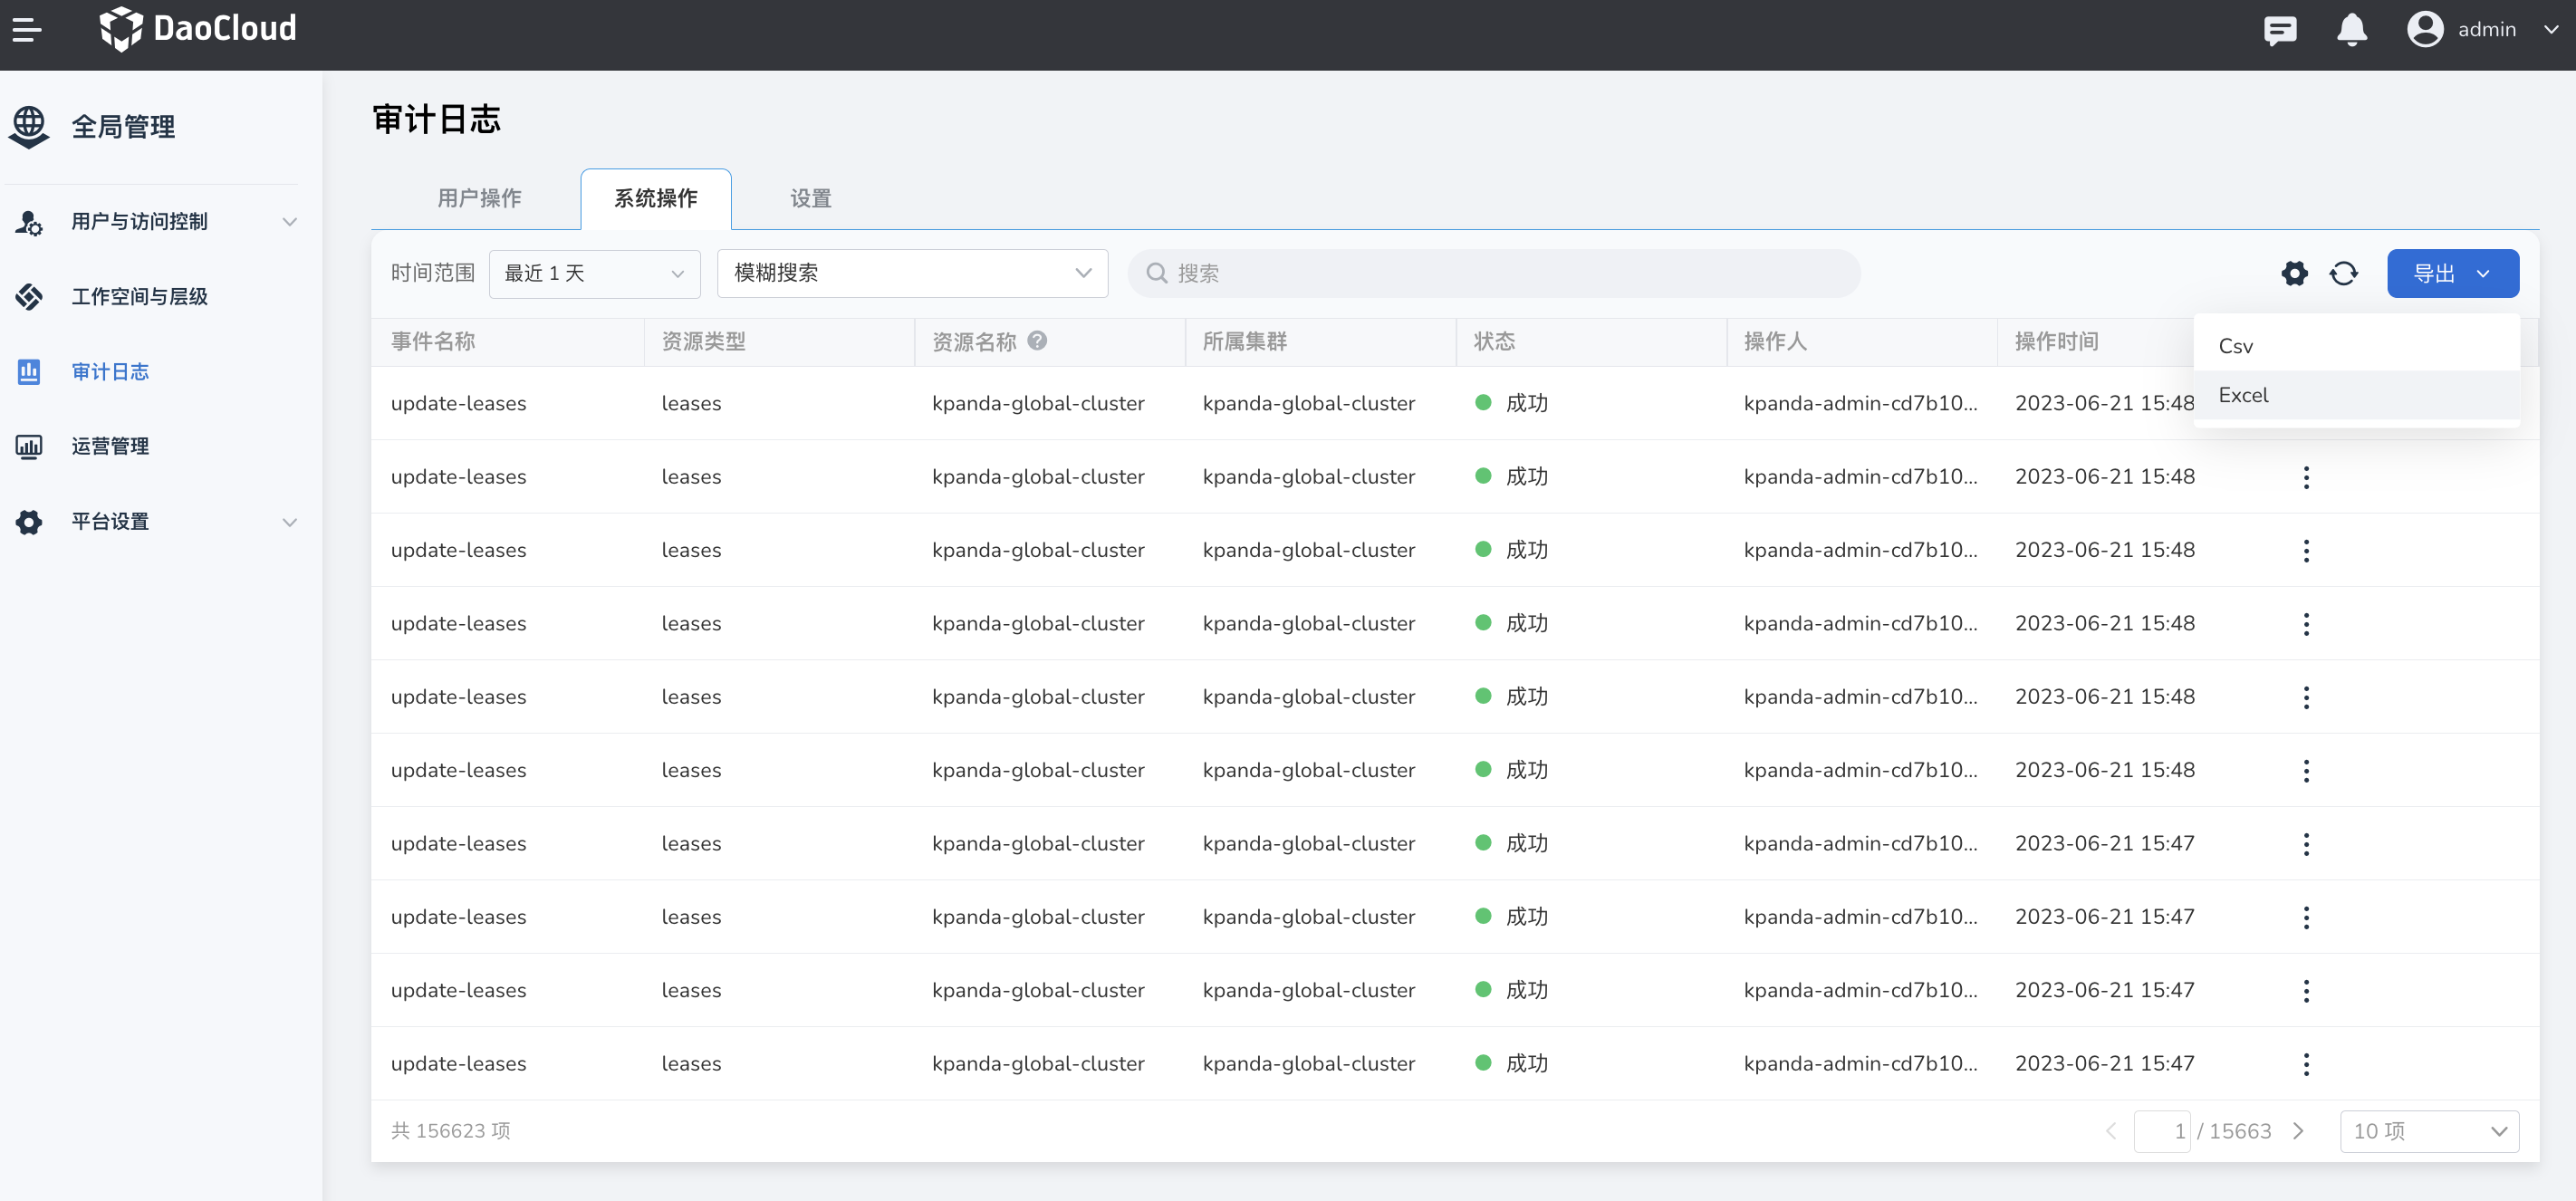 DaoCloud
admin
全局管理
用户与访问控制
工作空间与层级
审计日志
运营管理
平台设置
审计日志
用户操作 系统操作 设置
时间范围 最近 1 天 模糊搜索 搜索 导出
Csv
Excel
事件名称 资源类型 资源名称 ? 所属集群 状态 操作人 操作时间
update-leases leases kpanda-global-cluster kpanda-global-cluster 成功 kpanda-admin-cd7b10... 2023-06-21 15:48
update-leases leases kpanda-global-cluster kpanda-global-cluster 成功 kpanda-admin-cd7b10... 2023-06-21 15:48
update-leases leases kpanda-global-cluster kpanda-global-cluster 成功 kpanda-admin-cd7b10... 2023-06-21 15:48
update-leases leases kpanda-global-cluster kpanda-global-cluster 成功 kpanda-admin-cd7b10... 2023-06-21 15:48
update-leases leases kpanda-global-cluster kpanda-global-cluster 成功 kpanda-admin-cd7b10... 2023-06-21 15:48
update-leases leases kpanda-global-cluster kpanda-global-cluster 成功 kpanda-admin-cd7b10... 2023-06-21 15:48
update-leases leases kpanda-global-cluster kpanda-global-cluster 成功 kpanda-admin-cd7b10... 2023-06-21 15:47
update-leases leases kpanda-global-cluster kpanda-global-cluster 成功 kpanda-admin-cd7b10... 2023-06-21 15:47
update-leases leases kpanda-global-cluster kpanda-global-cluster 成功 kpanda-admin-cd7b10... 2023-06-21 15:47
update-leases leases kpanda-global-cluster kpanda-global-cluster 成功 kpanda-admin-cd7b10... 2023-06-21 15:47
共 156623 项 1 / 15663 10 项